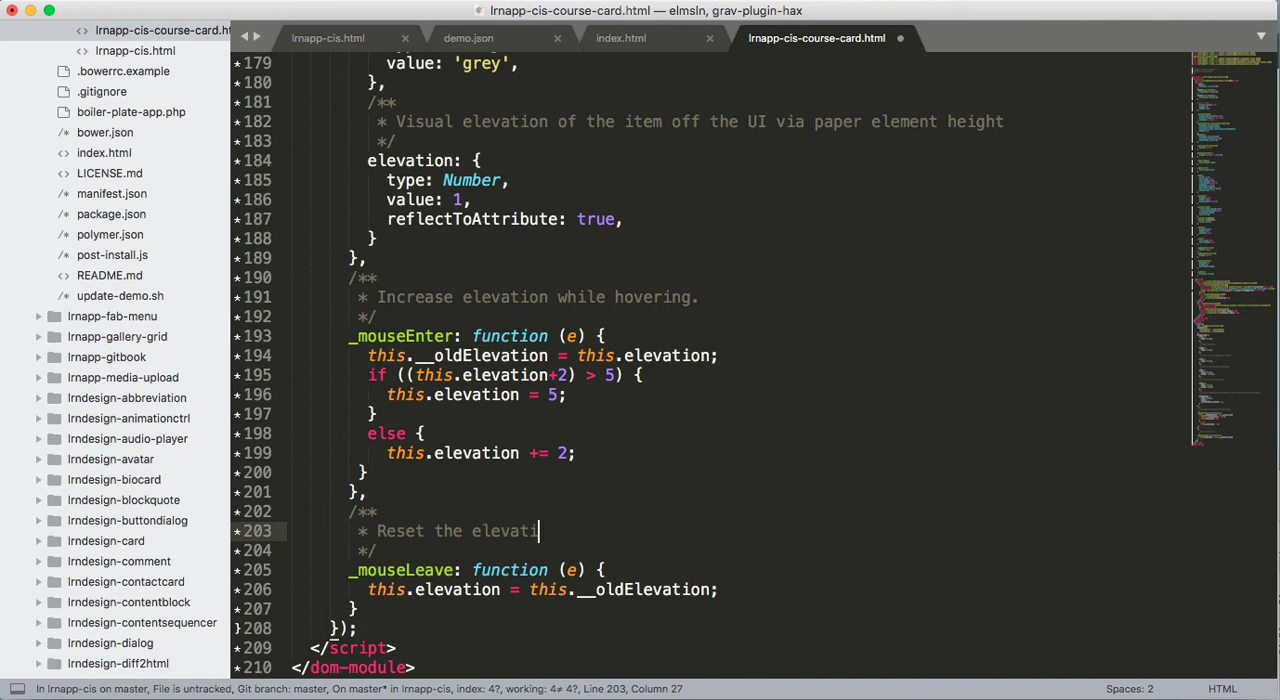 lrnapp-cis-course-card.html — elmsln, grav-plugin-hax
<> lrnapp-cis-course-card.ht
<> lrnapp-cis.html
.bowerrc.example
.gitignore
boiler-plate-app.php
/* bower.json
<> index.html
<> LICENSE.md
/* manifest.json
/* package.json
/* polymer.json
/* post-install.js
<> README.md
/* update-demo.sh
lrnapp-fab-menu
lrnapp-gallery-grid
lrnapp-gitbook
lrnapp-media-upload
lrndesign-abbreviation
lrndesign-animationctrl
lrndesign-audio-player
lrndesign-avatar
lrndesign-biocard
lrndesign-blockquote
lrndesign-buttondialog
lrndesign-card
lrndesign-comment
lrndesign-contactcard
lrndesign-contentblock
lrndesign-contentsequencer
lrndesign-dialog
lrndesign-diff2html
lrnapp-cis.html × demo.json × index.html × lrnapp-cis-course-card.html
179 value: 'grey',
180 },
181 /**
182 * Visual elevation of the item off the UI via paper element height
183 */
184 elevation: {
185 type: Number,
186 value: 1,
187 reflectToAttribute: true,
188 }
189 },
190 /**
191 * Increase elevation while hovering.
192 */
193 _mouseEnter: function (e) {
194 this.__oldElevation = this.elevation;
195 if ((this.elevation+2) > 5) {
196 this.elevation = 5;
197 }
198 else {
199 this.elevation += 2;
200 }
201 },
202 /**
203 * Reset the elevati
204 */
205 _mouseLeave: function (e) {
206 this.elevation = this.__oldElevation;
207 }
208 });
209 </script>
210 </dom-module>
In lrnapp-cis on master, File is untracked, Git branch: master, On master* in lrnapp-cis, index: 4?, working: 4≠ 4?, Line 203, Column 27 Spaces: 2 HTML